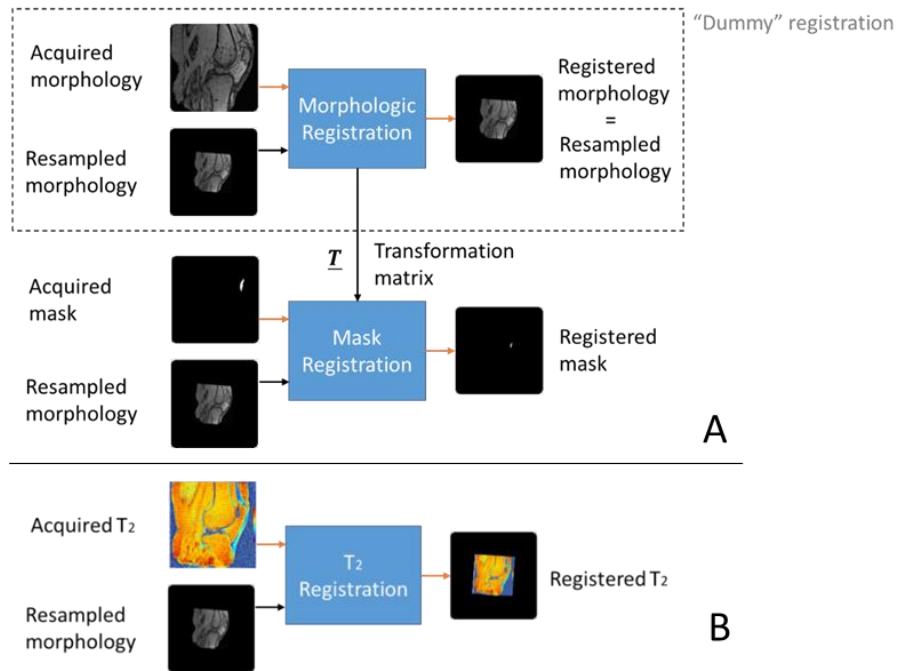 “Dummy” registration
Acquired
morphology
Resampled
morphology
Morphologic
Registration
Registered
morphology
=
Resampled
morphology
T
Transformation
matrix
Acquired
mask
Resampled
morphology
Mask
Registration
Registered
mask
A
Acquired T₂
Resampled
morphology
T₂
Registration
Registered T₂
B